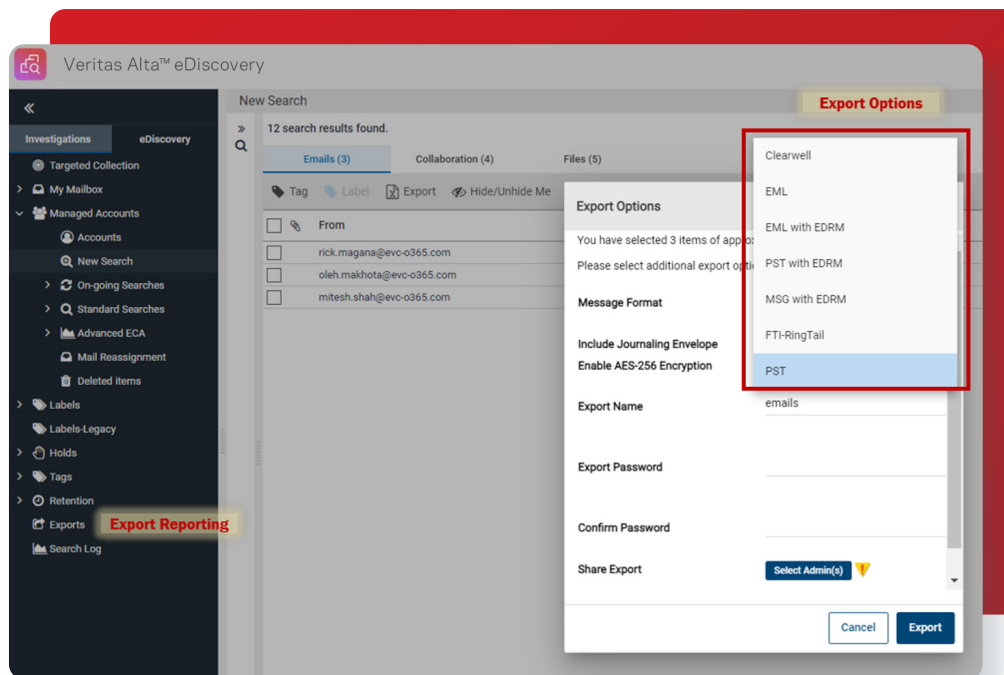 Veritas Alta™ eDiscovery
Investigations
eDiscovery
Targeted Collection
My Mailbox
Managed Accounts
Accounts
New Search
On-going Searches
Standard Searches
Advanced ECA
Mail Reassignment
Deleted items
Labels
Labels-Legacy
Holds
Tags
Retention
Exports
Export Reporting
Search Log
New Search
12 search results found.
Emails (3)
Collaboration (4)
Files (5)
Tag
Label
Export
Hide/Unhide Me
From
rick.magana@evc-o365.com
oleh.makhota@evc-o365.com
mitesh.shah@evc-o365.com
Export Options
Export Options
You have selected 3 items of
Please select additional export
Message Format
Clearwell
EML
EML with EDRM
PST with EDRM
MSG with EDRM
FTI-RingTail
PST
Include Journaling Envelope
Enable AES-256 Encryption
Export Name
emails
Export Password
Confirm Password
Share Export
Select Admin(s)
Cancel
Export